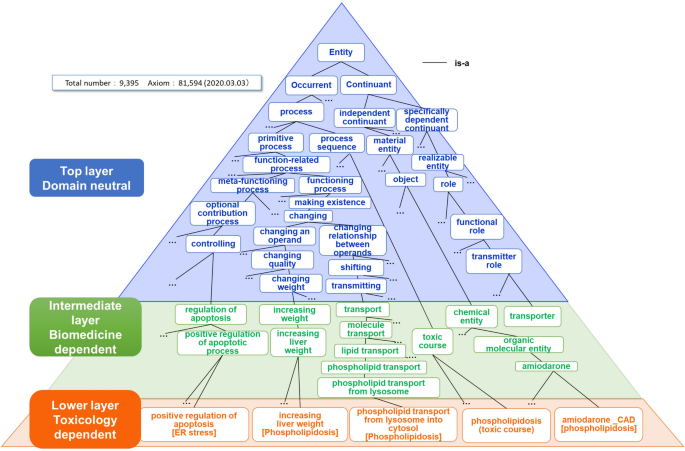 Entity
is-a
Total number : 9,395 Axiom : 81,594 (2020.03.03)
Occurrent
Continuant
...
process
independent
continuant
specifically
dependent
continuant
...
...
primitive
process
process
sequence
material
entity
...
...
function-related
process
...
realizable
entity
Top layer
Domain neutral
meta-functioning
process
functioning
process
object
role
...
...
making existence
...
...
optional
contribution
process
changing
functional
role
...
controlling
changing an
operand
changing
relationship
between
operands
...
...
changing
quality
shifting
...
transmitter
role
...
...
changing
weight
transmitting
...
...
...
Intermediate
layer
Biomedicine
dependent
regulation of
apoptosis
increasing
weight
transport
chemical
entity
transporter
...
positive regulation
of apoptotic
process
increasing
liver
weight
molecule
transport
...
toxic
course
...
organic
molecular entity
lipid transport
...
phospholipid transport
amiodarone
phospholipid transport
from lysosome
...
...
...
...
...
Lower layer
Toxicology
dependent
positive regulation of
apoptosis
[ER stress]
increasing
liver weight
[Phospholipidosis]
phospholipid transport
from lysosome into
cytosol
[Phospholipidosis]
phospholipidosis
(toxic course)
amiodarone _CAD
[phospholipidosis]